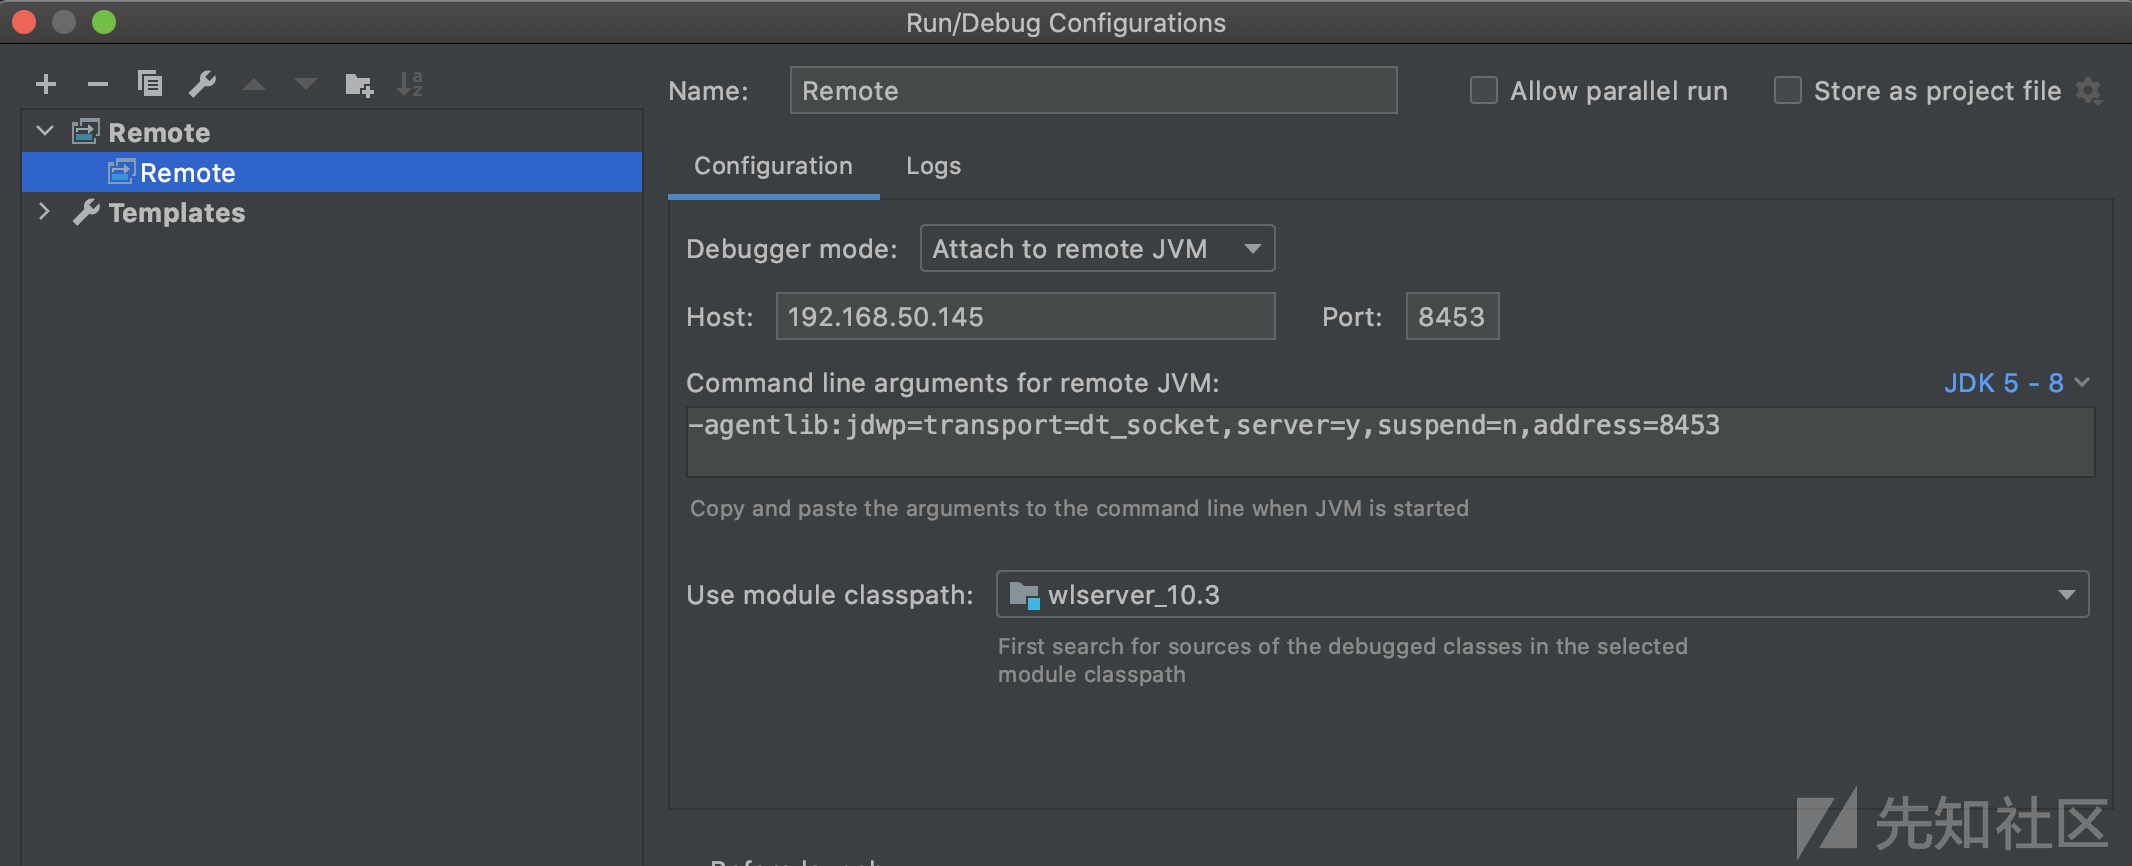 Run/Debug Configurations
Name: Remote
Allow parallel run
Store as project file
Remote
Remote
Templates
Configuration Logs
Debugger mode: Attach to remote JVM
Host: 192.168.50.145 Port: 8453
Command line arguments for remote JVM: JDK 5 - 8
-agentlib:jdwp=transport=dt_socket,server=y,suspend=n,address=8453
Copy and paste the arguments to the command line when JVM is started
Use module classpath: wlserver_10.3
First search for sources of the debugged classes in the selected
module classpath
先知社区